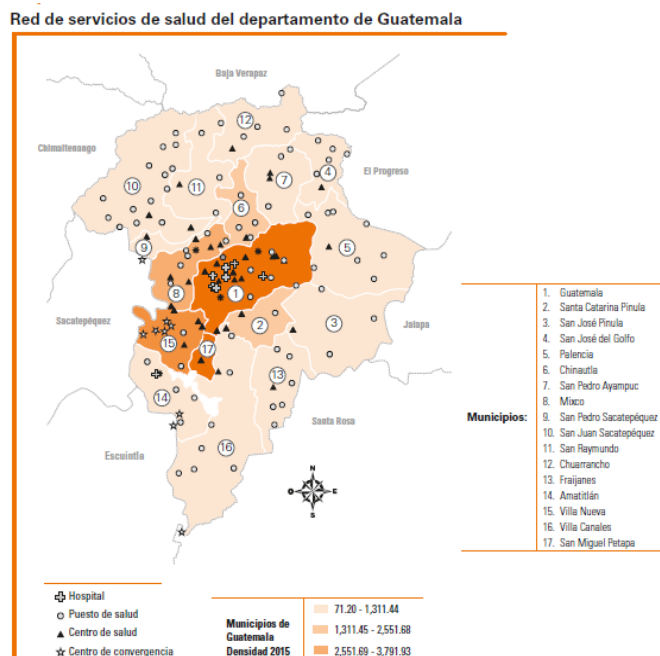 Red de servicios de salud del departamento de Guatemala
Baja Verapaz
12
Chimaltenango
El Progreso
4
7
10
11
6
9
5
8
1
Sacatepéquez
2
3
Jalapa
15
17
13
14
Santa Rosa
Escuintla
16
N
O E
S
Municipios:
1. Guatemala
2. Santa Catarina Pinula
3. San José Pinula
4. San José del Golfo
5. Palencia
6. Chinautla
7. San Pedro Ayampuc
8. Mixco
9. San Pedro Sacatepéquez
10. San Juan Sacatepéquez
11. San Raymundo
12. Chuarrancho
13. Fraijanes
14. Amatitlán
15. Villa Nueva
16. Villa Canales
17. San Miguel Petapa
Hospital
Puesto de salud
Centro de salud
Centro de convergencia
Municipios de
Guatemala
Densidad 2015
71.20 - 1,311.44
1,311.45 - 2,551.68
2,551.69 - 3,791.93